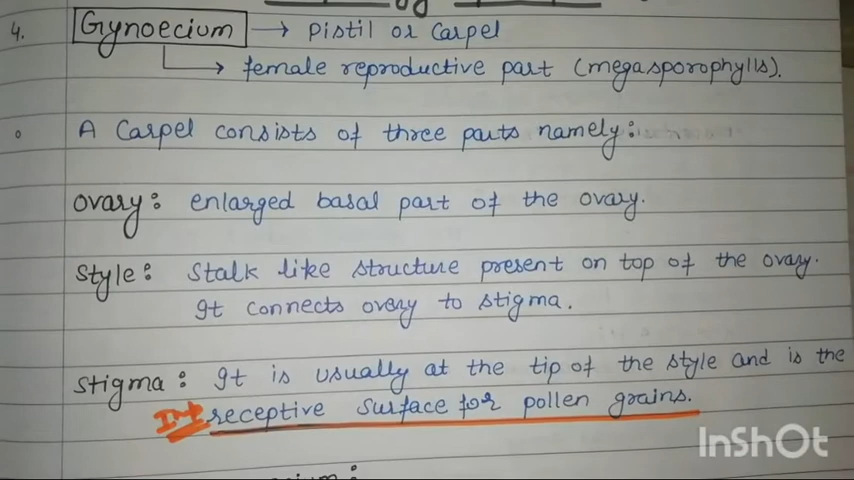 4. Gynoecium → Pistil or Carpel
→ female reproductive part (megasporophylls).
A Carpel consists of three parts namely:
ovary: enlarged basal part of the ovary.
Style: Stalk like structure present on top of the ovary.
It connects ovary to stigma.
Stigma: It is usually at the tip of the style and is the
Imp receptive surface for pollen grains.
InShOt